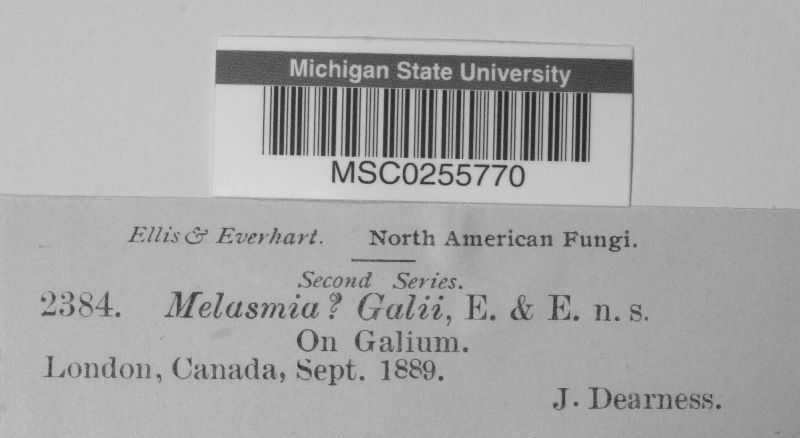 Michigan State University
MSC0255770
Ellis & Everhart. North American Fungi.
Second Series.
2384. Melasmia? Galii, E. & E. n. s.
On Galium.
London, Canada, Sept. 1889.
J. Dearness.